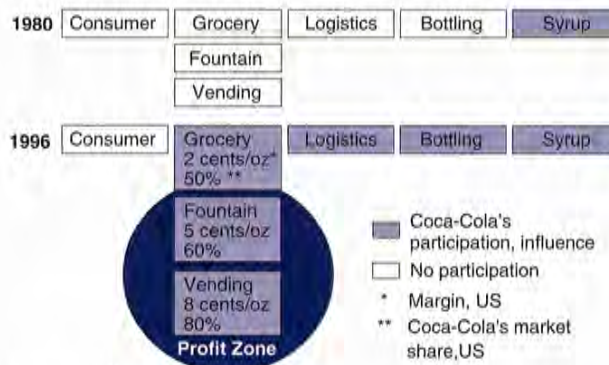 1980 Consumer Grocery Logistics Bottling Syrup
Fountain
Vending
1996 Consumer Grocery Logistics Bottling Syrup
2 cents/oz*
50% **
Fountain
5 cents/oz
60%
Vending
8 cents/oz
80%
Profit Zone
Coca-Cola's
participation, influence
No participation
* Margin, US
** Coca-Cola's market
share,US